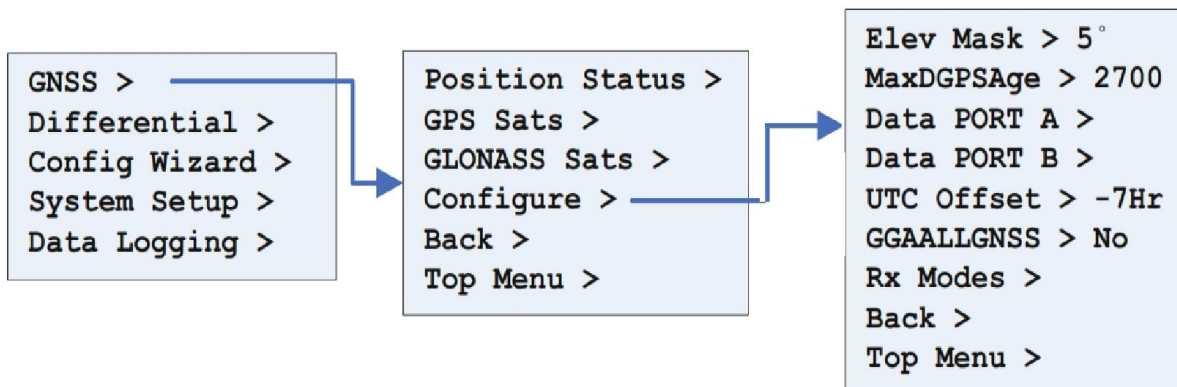 GNSS >
Differential >
Config Wizard >
System Setup >
Data Logging >
Position Status >
GPS Sats >
GLONASS Sats >
Configure >
Back >
Top Menu >
Elev Mask > 5°
MaxDGPSAge > 2700
Data PORT A >
Data PORT B >
UTC Offset > -7Hr
GGAALLGNSS > No
Rx Modes >
Back >
Top Menu >